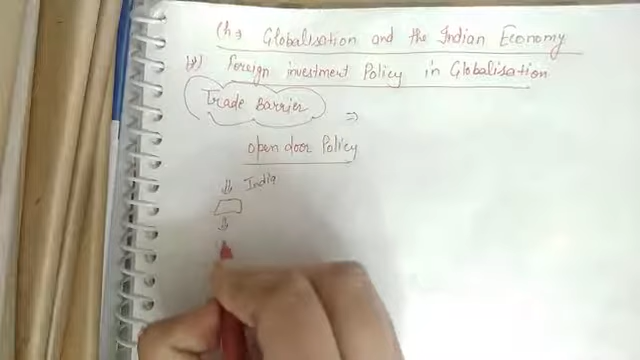 Ch: Globalisation and the Indian Economy
Foreign investment Policy in Globalisation
Trade Barrier ⇒
open door Policy
India